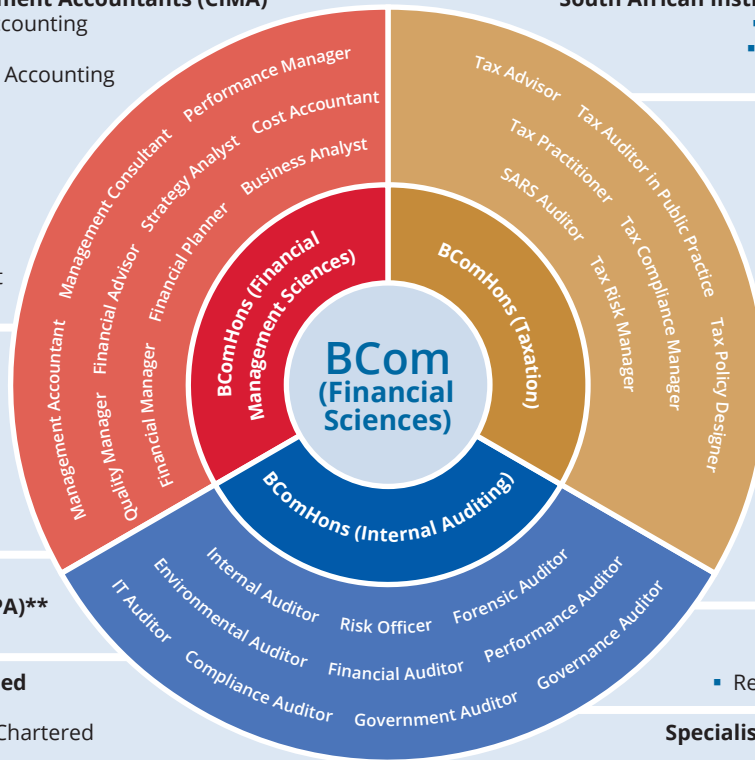 ment Accountants (CIMA)
counting
Accounting
PA)**
ed
Chartered
South African Insti
Re
Specialis
BCom
(Financial
Sciences)
BComHons (Financial
Management Sciences)
Management Accountant
Management Consultant
Performance Manager
Quality Manager
Financial Advisor
Strategy Analyst
Cost Accountant
Financial Manager
Financial Planner
Business Analyst
BComHons (Taxation)
Tax Advisor
Tax Auditor in Public Practice
Tax Policy Designer
Tax Practitioner
Tax Compliance Manager
SARS Auditor
Tax Risk Manager
BComHons (Internal Auditing)
Internal Auditor
Risk Officer
Forensic Auditor
Environmental Auditor
Financial Auditor
Performance Auditor
IT Auditor
Compliance Auditor
Government Auditor
Governance Auditor